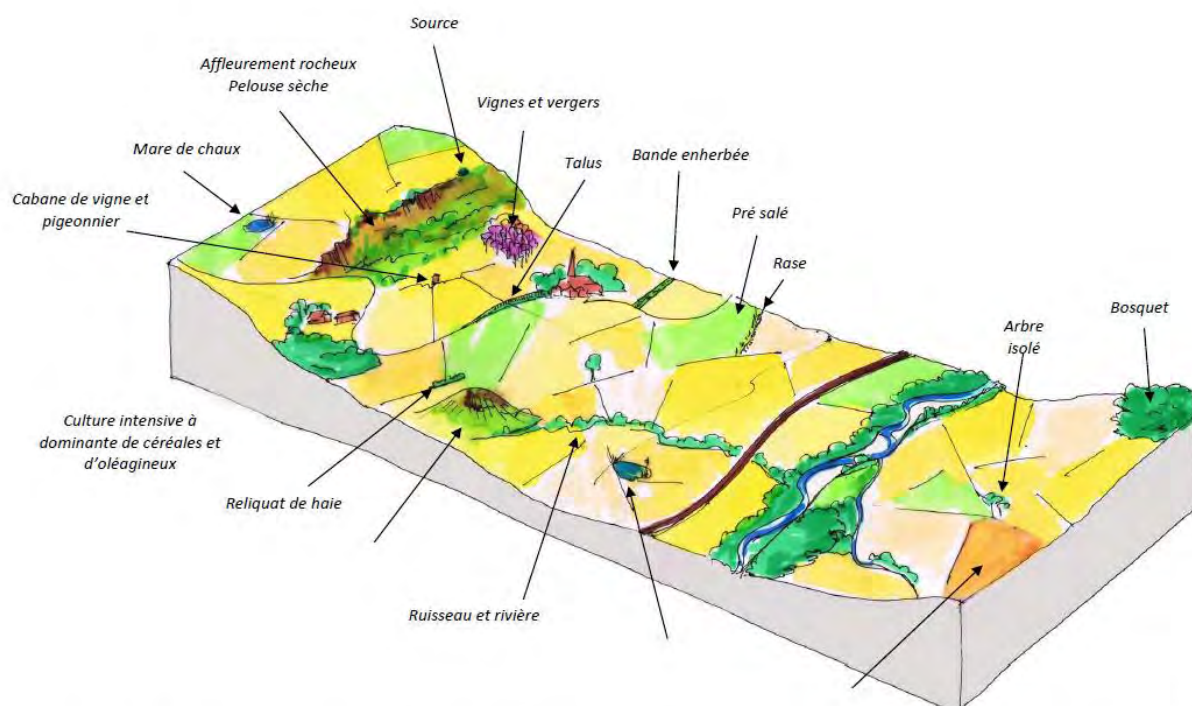 Source
Affleurement rocheux
Pelouse sèche
Vignes et vergers
Mare de chaux
Talus
Bande enherbée
Cabane de vigne et
pigeonnier
Pré salé
Rase
Arbre
isolé
Bosquet
Culture intensive à
dominante de céréales et
d'oléagineux
Reliquat de haie
Ruisseau et rivière